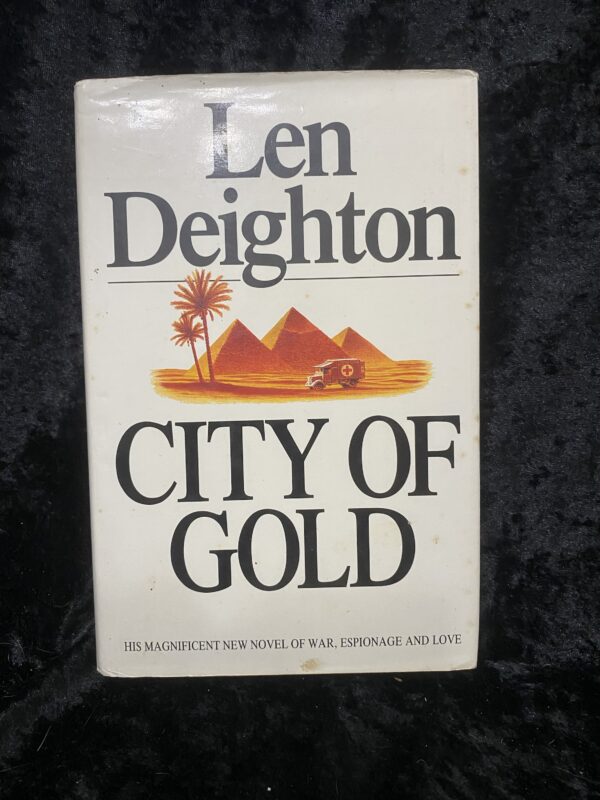 Len
Deighton
CITY OF
GOLD
HIS MAGNIFICENT NEW NOVEL OF WAR, ESPIONAGE AND LOVE